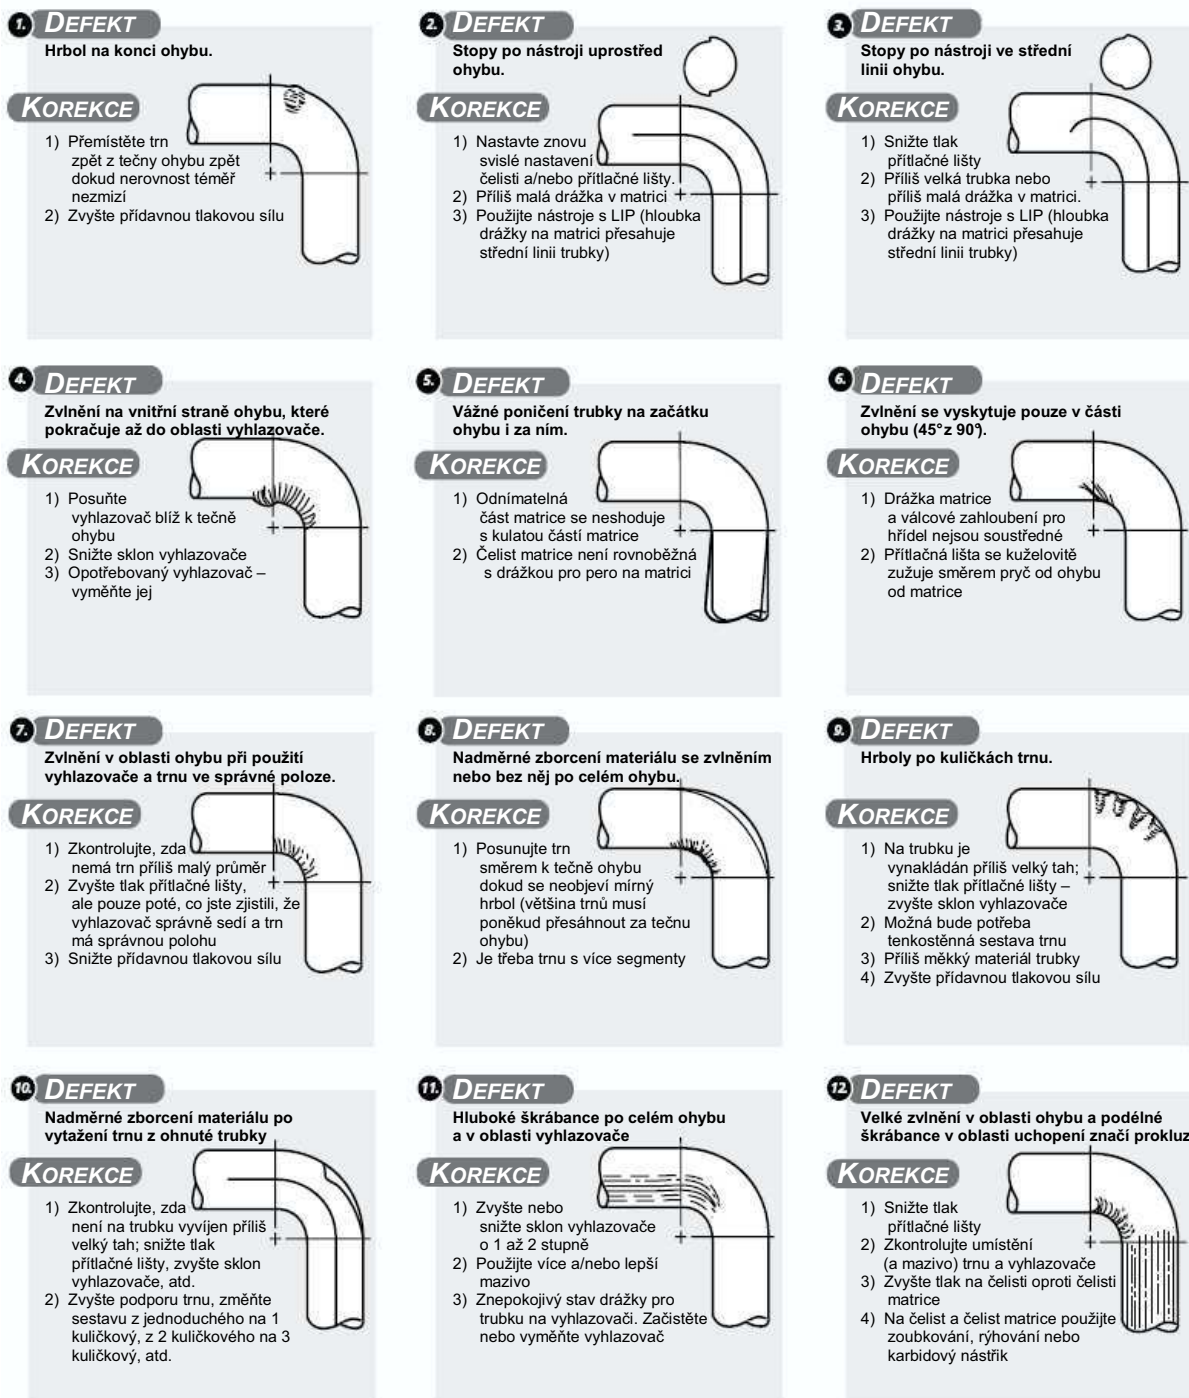 1. DEFEKT
Hrbol na konci ohybu.
KOREKCE
1) Přemístěte trn
zpět z tečny ohybu zpět
dokud nerovnost téměř
nezmizí
2) Zvyšte přídavnou tlakovou sílu
2. DEFEKT
Stopy po nástroji uprostřed
ohybu.
KOREKCE
1) Nastavte znovu
svislé nastavení
čelisti a/nebo přítlačné lišty.
2) Příliš malá drážka v matrici
3) Použijte nástroje s LIP (hloubka
drážky na matrici přesahuje
střední linii trubky)
3. DEFEKT
Stopy po nástroji ve střední
linii ohybu.
KOREKCE
1) Snižte tlak
přítlačné lišty
2) Příliš velká trubka nebo
příliš malá drážka v matrici.
3) Použijte nástroje s LIP (hloubka
drážky na matrici přesahuje
střední linii trubky)
4. DEFEKT
Zvlnění na vnitřní straně ohybu, které
pokračuje až do oblasti vyhlazovače.
KOREKCE
1) Posuňte
vyhlazovač blíž k tečně
ohybu
2) Snižte sklon vyhlazovače
3) Opotřebovaný vyhlazovač –
vyměňte jej
5. DEFEKT
Vážné poničení trubky na začátku
ohybu i za ním.
KOREKCE
1) Odnímatelná
část matrice se neshoduje
s kulatou částí matrice
2) Čelist matrice není rovnoběžná
s drážkou pro pero na matrici
6. DEFEKT
Zvlnění se vyskytuje pouze v části
ohybu (45° z 90°).
KOREKCE
1) Drážka matrice
a válcové zahloubení pro
hřídel nejsou soustředné
2) Přítlačná lišta se kuželovitě
zužuje směrem pryč od ohybu
od matrice
7. DEFEKT
Zvlnění v oblasti ohybu při použití
vyhlazovače a trnu ve správné poloze.
KOREKCE
1) Zkontrolujte, zda
nemá trn příliš malý průměr
2) Zvyšte tlak přítlačné lišty,
ale pouze poté, co jste zjistili, že
vyhlazovač správně sedí a trn
má správnou polohu
3) Snižte přídavnou tlakovou sílu
8. DEFEKT
Nadměrné zborcení materiálu se zvlněním
nebo bez něj po celém ohybu.
KOREKCE
1) Posunujte trn
směrem k tečně ohybu
dokud se neobjeví mírný
hrbol (většina trnů musí
poněkud přesáhnout za tečnu
ohybu)
2) Je třeba trnu s více segmenty
9. DEFEKT
Hrboly po kuličkách trnu.
KOREKCE
1) Na trubku je
vynakládán příliš velký tah;
snižte tlak přítlačné lišty –
zvyšte sklon vyhlazovače
2) Možná bude potřeba
tenkostěnná sestava trnu
3) Příliš měkký materiál trubky
4) Zvyšte přídavnou tlakovou sílu
10. DEFEKT
Nadměrné zborcení materiálu po
vytažení trnu z ohnuté trubky
KOREKCE
1) Zkontrolujte, zda
není na trubku vyvíjen příliš
velký tah; snižte tlak
přítlačné lišty, zvyšte sklon
vyhlazovače, atd.
2) Zvyšte podporu trnu, změňte
sestavu z jednoduchého na 1
kuličkový, z 2 kuličkového na 3
kuličkový, atd.
11. DEFEKT
Hluboké škrábance po celém ohybu
a v oblasti vyhlazovače
KOREKCE
1) Zvyšte nebo
snižte sklon vyhlazovače
o 1 až 2 stupně
2) Použijte více a/nebo lepší
mazivo
3) Znepokojivý stav drážky pro
trubku na vyhlazovači. Začistěte
nebo vyměňte vyhlazovač
12. DEFEKT
Velké zvlnění v oblasti ohybu a podélné
škrábance v oblasti uchopení značí prokluz
KOREKCE
1) Snižte tlak
přítlačné lišty
2) Zkontrolujte umístění
(a mazivo) trnu a vyhlazovače
3) Zvyšte tlak na čelisti oproti čelisti
matrice
4) Na čelist a čelist matrice použijte
zoubkování, rýhování nebo
karbidový nástřik